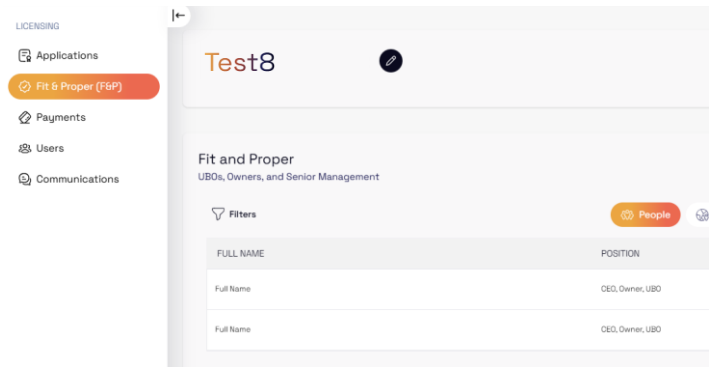 LICENSING
Applications
Fit & Proper (F&P)
Payments
Users
Communications
Test8
Fit and Proper
UBOs, Owners, and Senior Management
Filters
People
FULL NAME POSITION
Full Name CEO, Owner, UBO
Full Name CEO, Owner, UBO